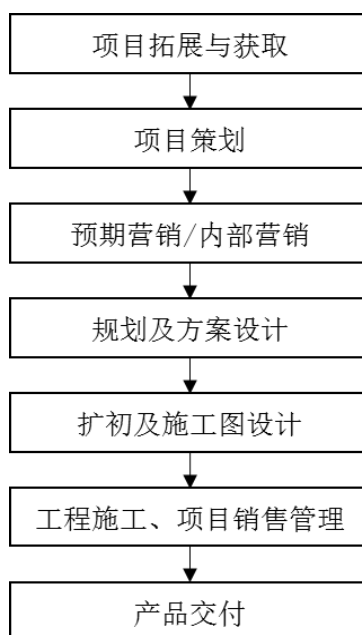 项目拓展与获取
项目策划
预期营销/内部营销
规划及方案设计
扩初及施工图设计
工程施工、项目销售管理
产品交付